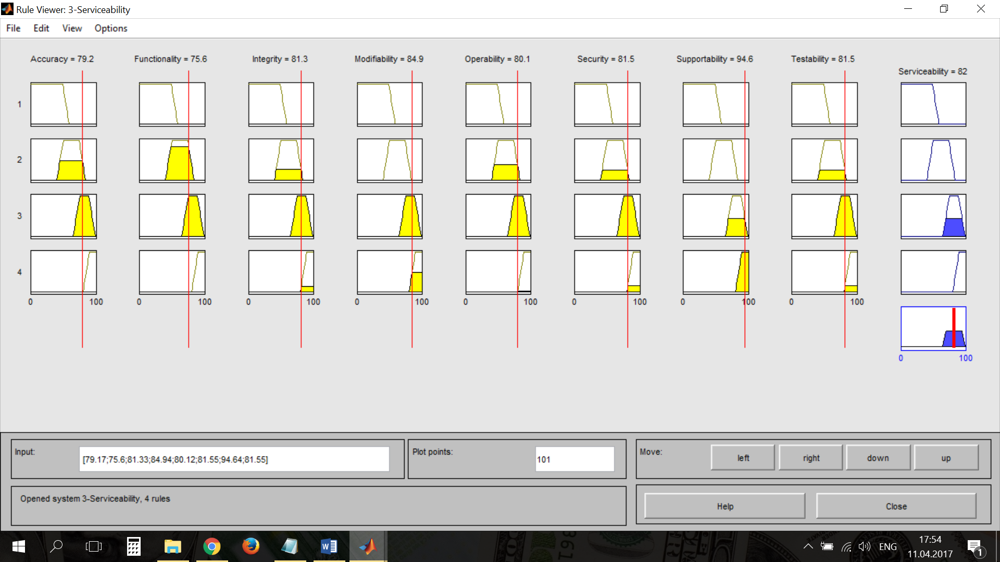 Rule Viewer: 3-Serviceability
File Edit View Options
Accuracy = 79.2 Functionality = 75.6 Integrity = 81.3 Modifiability = 84.9 Operability = 80.1 Security = 81.5 Supportability = 94.6 Testability = 81.5
Serviceability = 82
1
2
3
4
0 100 0 100 0 100 0 100 0 100 0 100 0 100 0 100
0 100
Input: [79.17;75.6;81.33;84.94;80.12;81.55;94.64;81.55] Plot points: 101 Move: left right down up
Opened system 3-Serviceability, 4 rules Help Close
17:54
ENG
11.04.2017
1